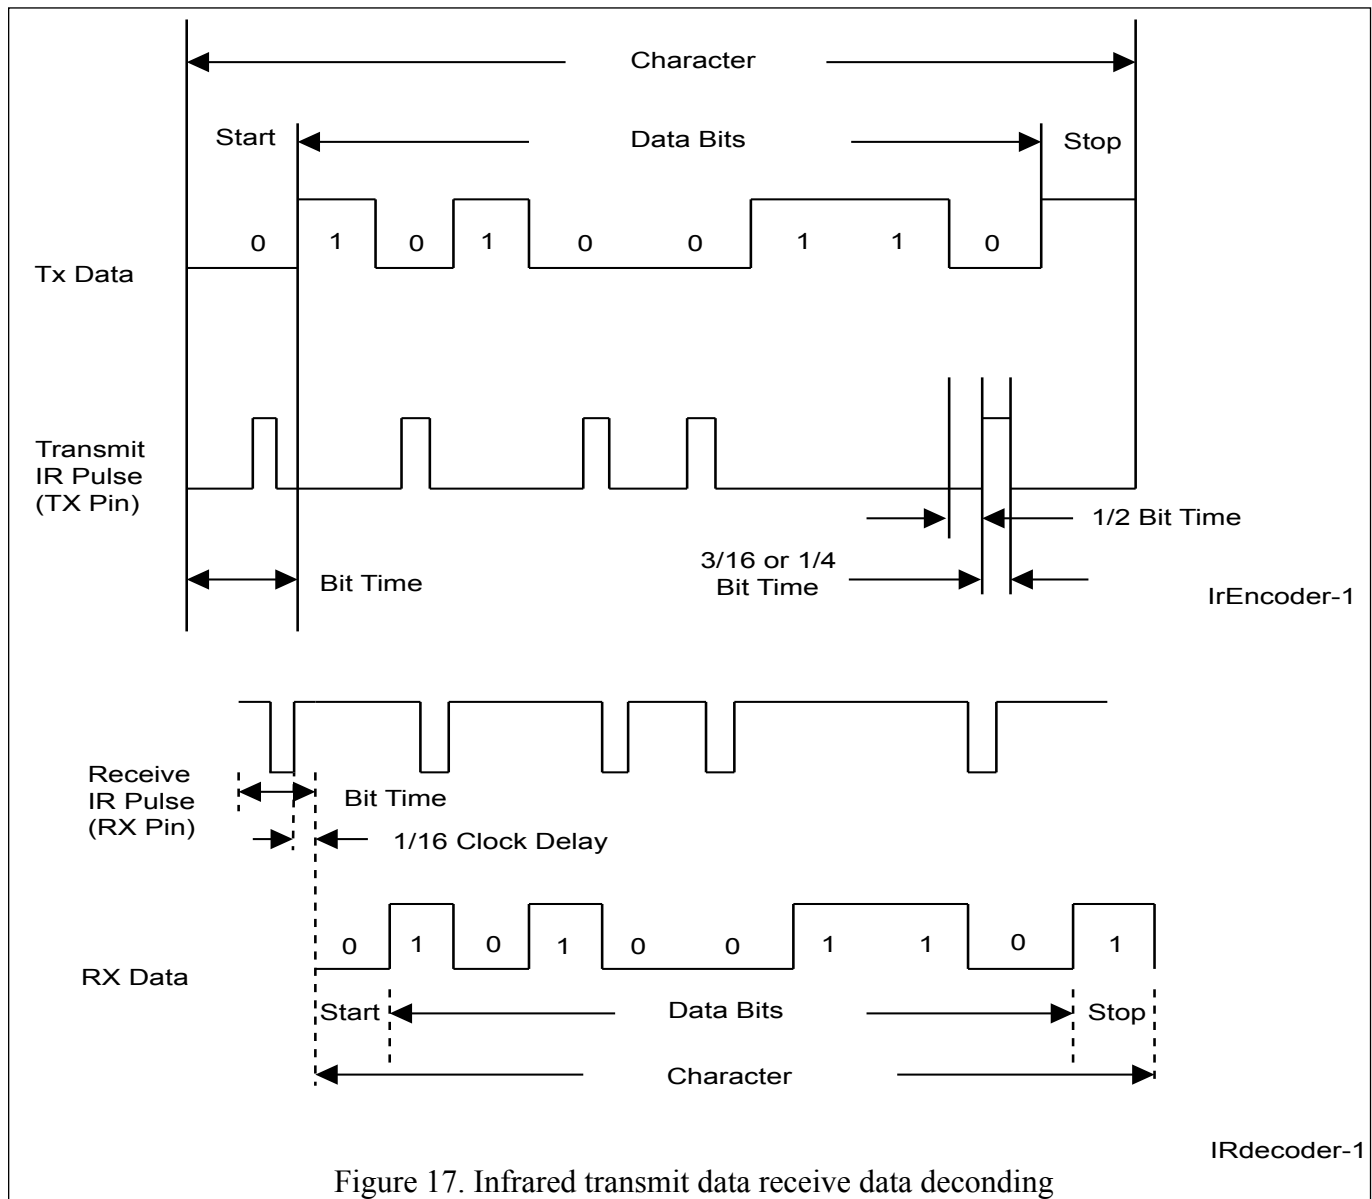 Character
Start Data Bits Stop
0 1 0 1 0 0 1 1 0
Tx Data
Transmit
IR Pulse
(TX Pin)
1/2 Bit Time
3/16 or 1/4
Bit Time
Bit Time
IrEncoder-1
Receive
IR Pulse
(RX Pin)
Bit Time
1/16 Clock Delay
0 1 0 1 0 0 1 1 0 1
RX Data
Start Data Bits Stop
Character
IRdecoder-1
Figure 17. Infrared transmit data receive data deconding